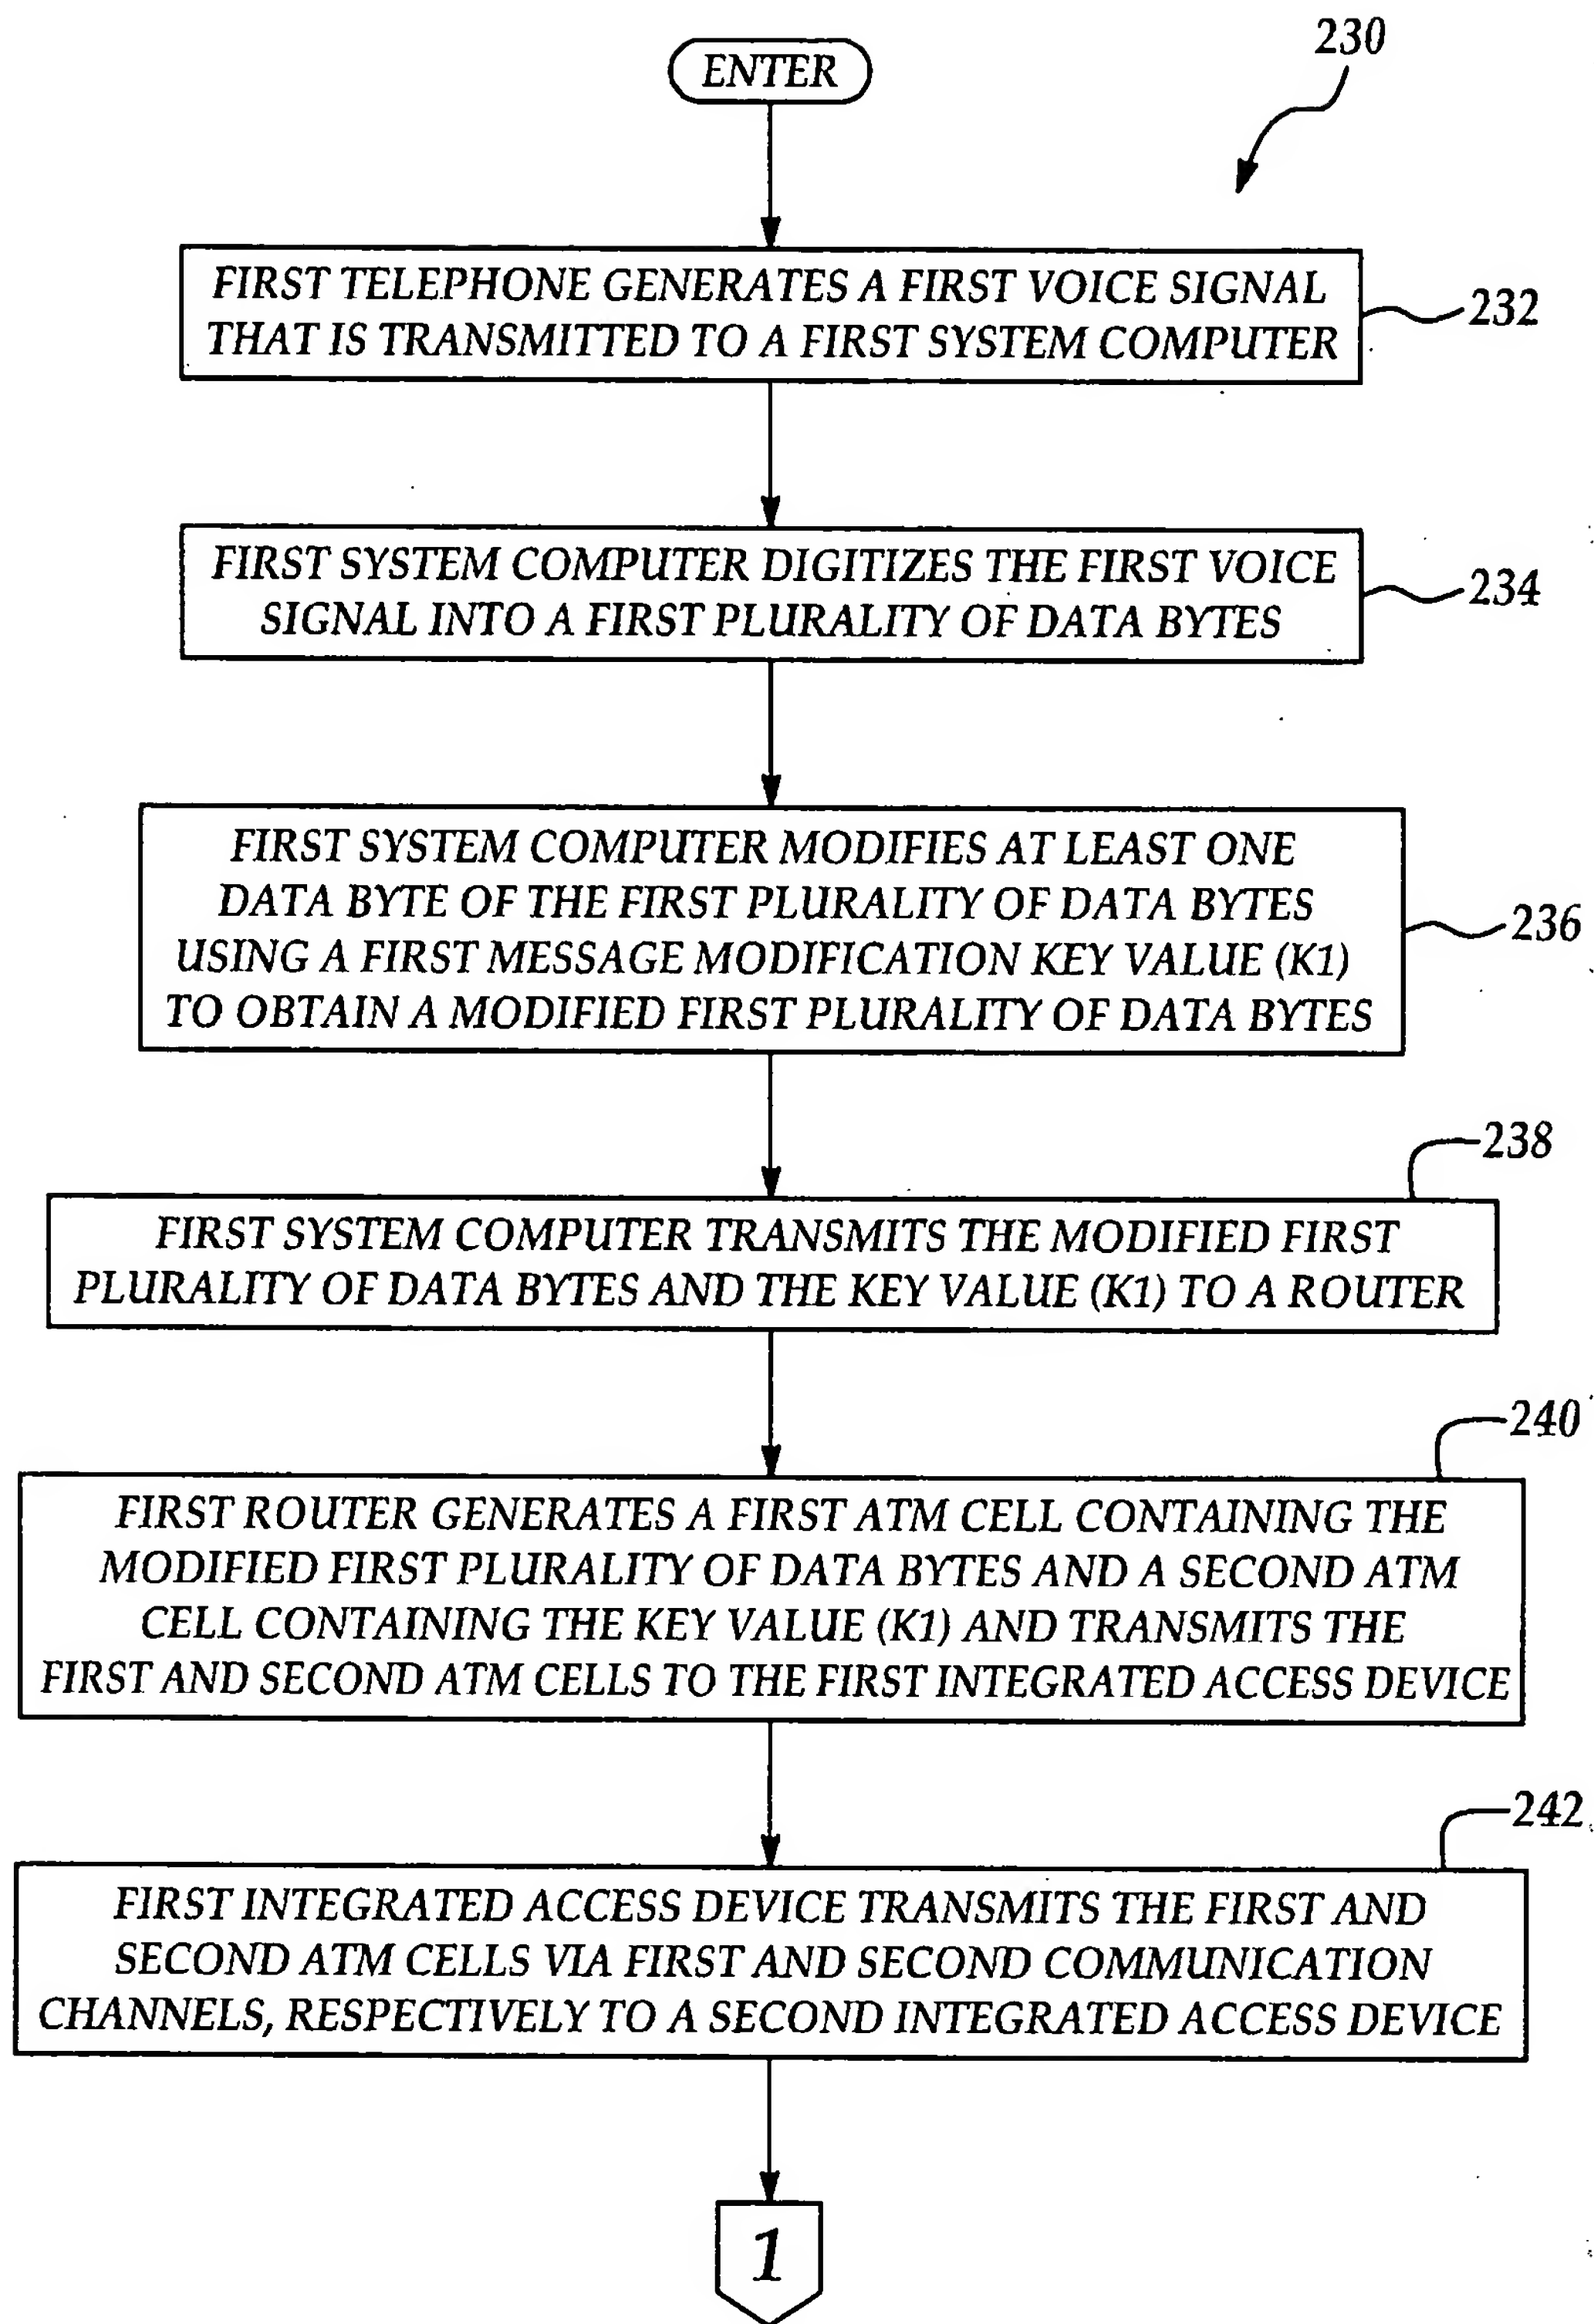 230
ENTER
FIRST TELEPHONE GENERATES A FIRST VOICE SIGNAL
THAT IS TRANSMITTED TO A FIRST SYSTEM COMPUTER
232
FIRST SYSTEM COMPUTER DIGITIZES THE FIRST VOICE
SIGNAL INTO A FIRST PLURALITY OF DATA BYTES
234
FIRST SYSTEM COMPUTER MODIFIES AT LEAST ONE
DATA BYTE OF THE FIRST PLURALITY OF DATA BYTES
USING A FIRST MESSAGE MODIFICATION KEY VALUE (K1)
TO OBTAIN A MODIFIED FIRST PLURALITY OF DATA BYTES
236
238
FIRST SYSTEM COMPUTER TRANSMITS THE MODIFIED FIRST
PLURALITY OF DATA BYTES AND THE KEY VALUE (K1) TO A ROUTER
240
FIRST ROUTER GENERATES A FIRST ATM CELL CONTAINING THE
MODIFIED FIRST PLURALITY OF DATA BYTES AND A SECOND ATM
CELL CONTAINING THE KEY VALUE (K1) AND TRANSMITS THE
FIRST AND SECOND ATM CELLS TO THE FIRST INTEGRATED ACCESS DEVICE
242
FIRST INTEGRATED ACCESS DEVICE TRANSMITS THE FIRST AND
SECOND ATM CELLS VIA FIRST AND SECOND COMMUNICATION
CHANNELS, RESPECTIVELY TO A SECOND INTEGRATED ACCESS DEVICE
1